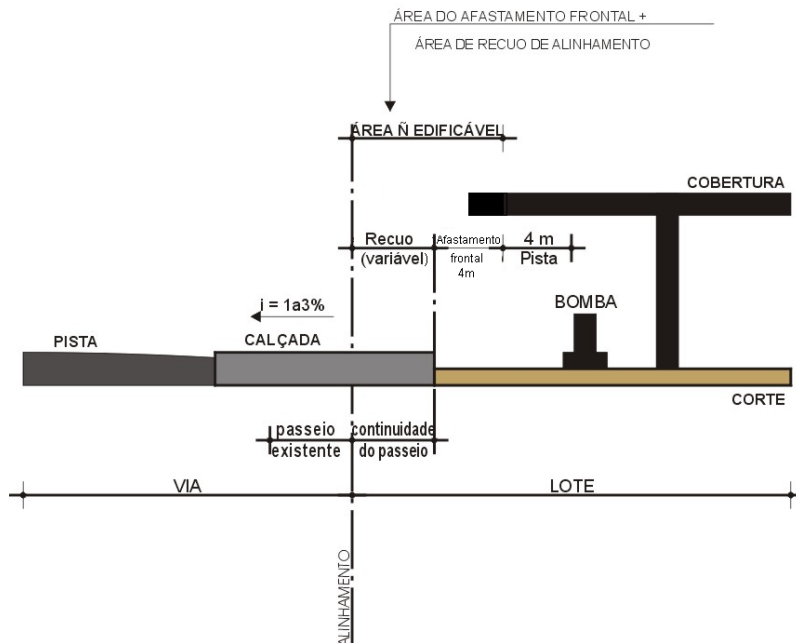 ÁREA DO AFASTAMENTO FRONTAL +
ÁREA DE RECUO DE ALINHAMENTO
ÁREA Ñ EDIFICÁVEL
COBERTURA
Recuo
(variável)
Afastamento
frontal
4m
4 m
Pista
i = 1a3%
BOMBA
PISTA
CALÇADA
CORTE
passeio
existente
continuidade
do passeio
VIA
LOTE
ALINHAMENTO